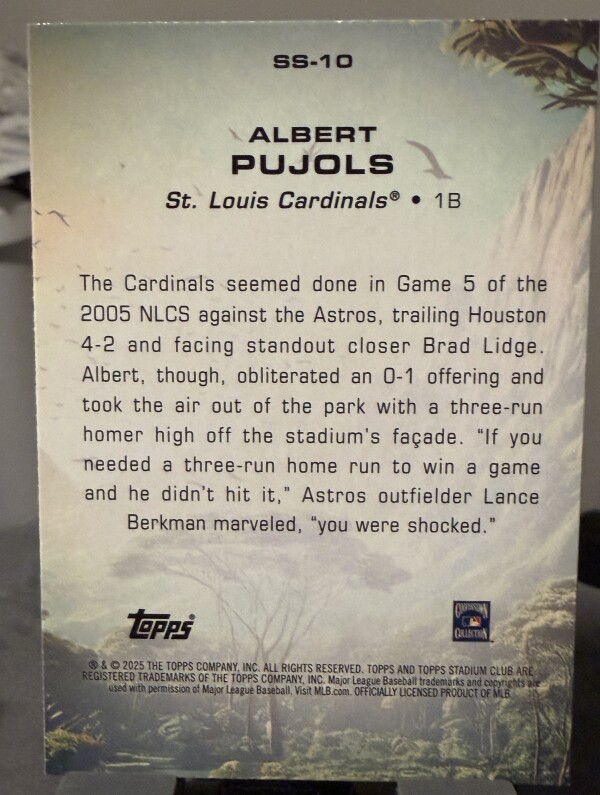 SS-10
ALBERT
PUJOLS
St. Louis Cardinals® • 1B
The Cardinals seemed done in Game 5 of the
2005 NLCS against the Astros, trailing Houston
4-2 and facing standout closer Brad Lidge.
Albert, though, obliterated an 0-1 offering and
took the air out of the park with a three-run
homer high off the stadium's façade. "If you
needed a three-run home run to win a game
and he didn't hit it," Astros outfielder Lance
Berkman marveled, "you were shocked."
topps®
COOPERSTOWN
COLLECTION
® & © 2025 THE TOPPS COMPANY, INC. ALL RIGHTS RESERVED. TOPPS AND TOPPS STADIUM CLUB ARE
REGISTERED TRADEMARKS OF THE TOPPS COMPANY, INC. Major League Baseball trademarks and copyrights are
used with permission of Major League Baseball. Visit MLB.com. OFFICIALLY LICENSED PRODUCT OF MLB.